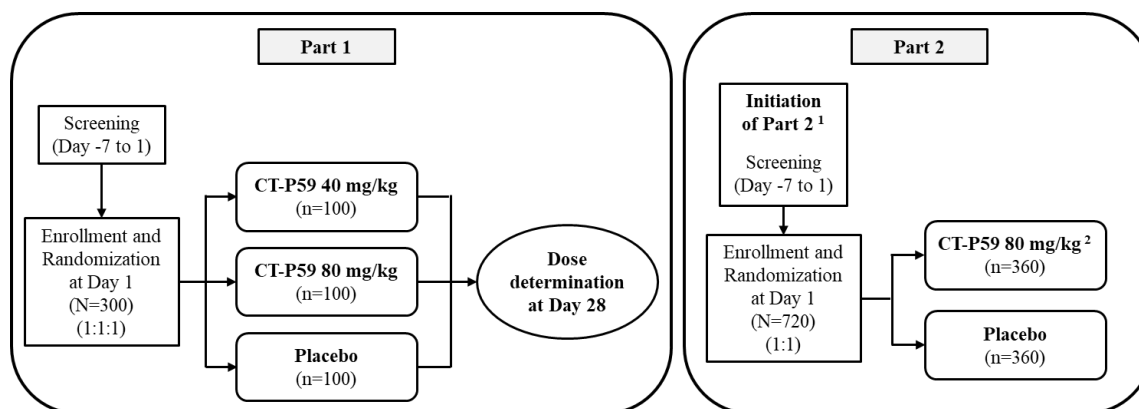 Part 1
Screening
(Day -7 to 1)
Enrollment and
Randomization
at Day 1
(N=300)
(1:1:1)
CT-P59 40 mg/kg
(n=100)
CT-P59 80 mg/kg
(n=100)
Placebo
(n=100)
Dose
determination
at Day 28
Part 2
Initiation
of Part 2 1
Screening
(Day -7 to 1)
Enrollment and
Randomization
at Day 1
(N=720)
(1:1)
CT-P59 80 mg/kg 2
(n=360)
Placebo
(n=360)